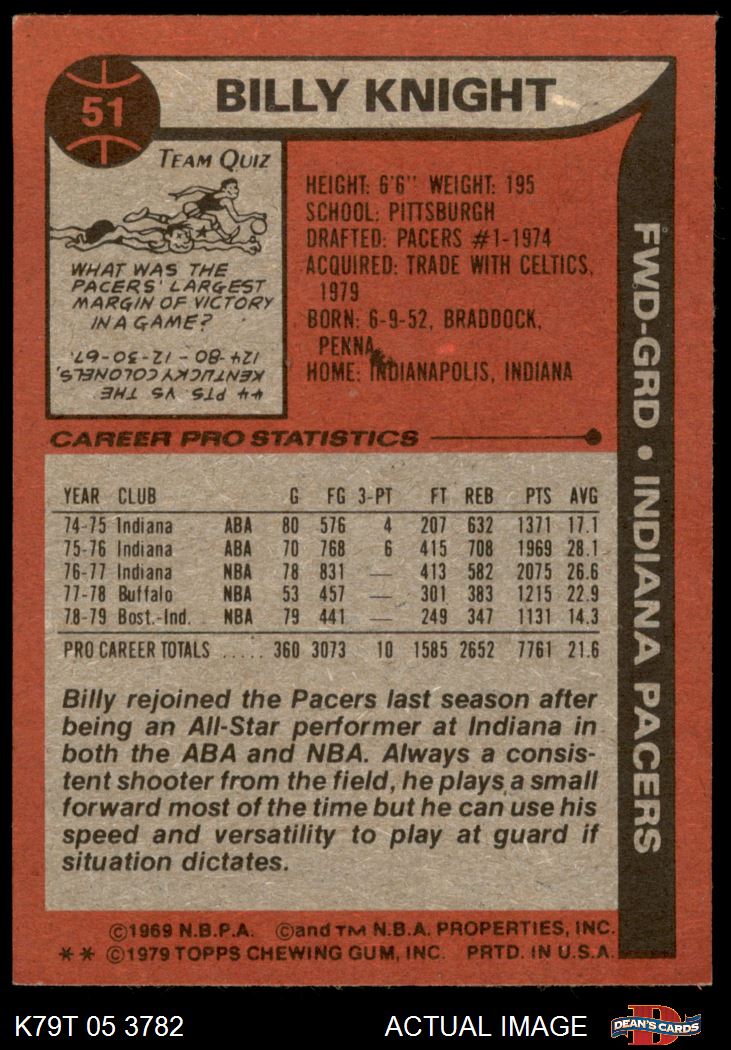 51
BILLY KNIGHT
TEAM QUIZ
WHAT WAS THE
PACERS' LARGEST
MARGIN OF VICTORY
IN A GAME?
44 PTS VS THE
KENTUCKY COLONELS,
124-80 - 12-30-67.
HEIGHT: 6'6" WEIGHT: 195
SCHOOL: PITTSBURGH
DRAFTED: PACERS #1-1974
ACQUIRED: TRADE WITH CELTICS,
1979
BORN: 6-9-52, BRADDOCK,
PENNA.
HOME: INDIANAPOLIS, INDIANA
FWD-GRD • INDIANA PACERS
CAREER PRO STATISTICS
YEAR CLUB G FG 3-PT FT REB PTS AVG
74-75 Indiana ABA 80 576 4 207 632 1371 17.1
75-76 Indiana ABA 70 768 6 415 708 1969 28.1
76-77 Indiana NBA 78 831 — 413 582 2075 26.6
77-78 Buffalo NBA 53 457 — 301 383 1215 22.9
78-79 Bost.-Ind. NBA 79 441 — 249 347 1131 14.3
PRO CAREER TOTALS ..... 360 3073 10 1585 2652 7761 21.6
Billy rejoined the Pacers last season after
being an All-Star performer at Indiana in
both the ABA and NBA. Always a consis-
tent shooter from the field, he plays a small
forward most of the time but he can use his
speed and versatility to play at guard if
situation dictates.
©1969 N.B.P.A. ©and TM N.B.A. PROPERTIES, INC.
** ©1979 TOPPS CHEWING GUM, INC. PRTD. IN U.S.A.
K79T 05 3782 ACTUAL IMAGE
DEAN'S CARDS